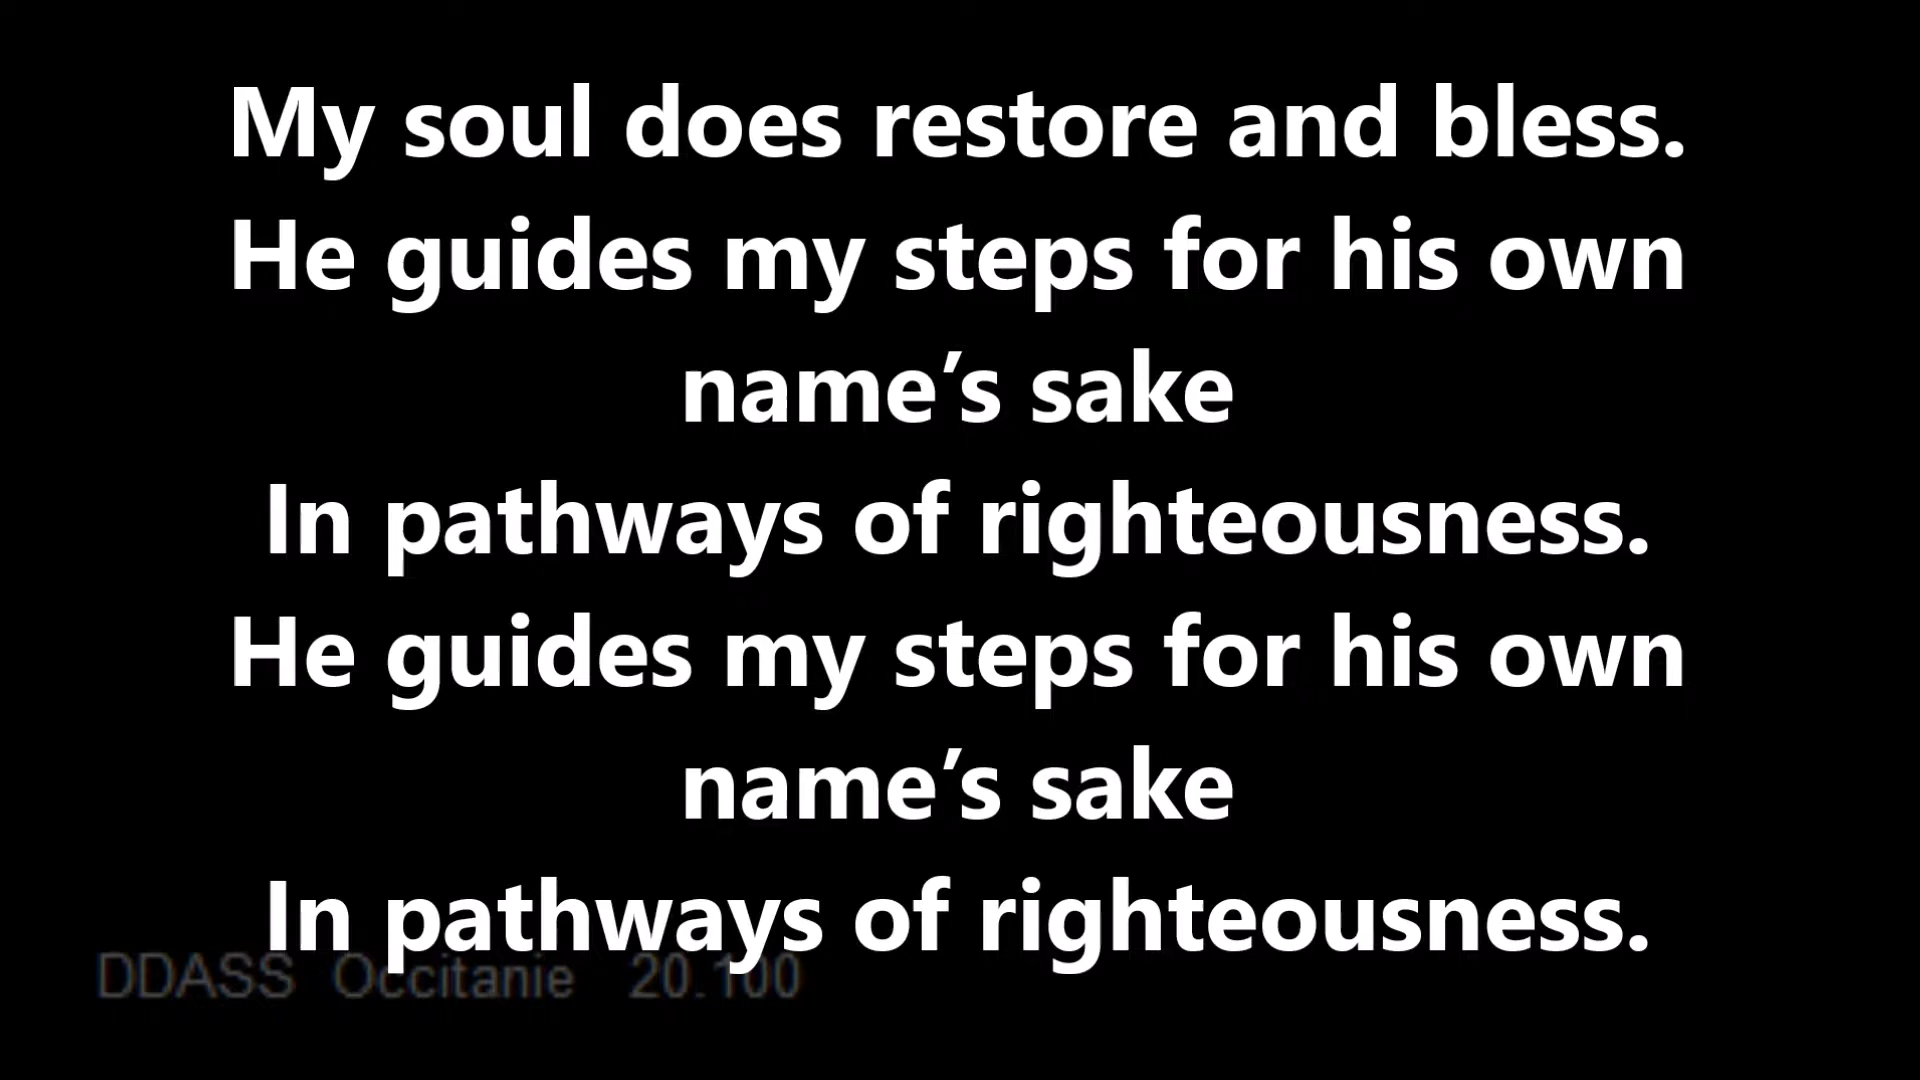 My soul does restore and bless.
He guides my steps for his own
name’s sake
In pathways of righteousness.
He guides my steps for his own
name’s sake
In pathways of righteousness.
DDASS Occitanie 20.100